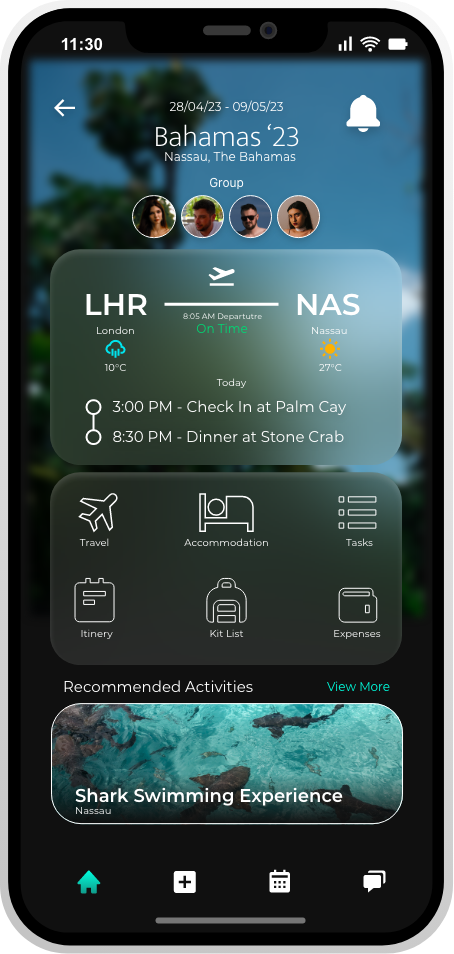 11:30
28/04/23 - 09/05/23
Bahamas ‘23
Nassau, The Bahamas
Group
LHR
NAS
8:05 AM Departutre
On Time
London
Nassau
10°C
27°C
Today
3:00 PM - Check In at Palm Cay
8:30 PM - Dinner at Stone Crab
Travel
Accommodation
Tasks
Itinery
Kit List
Expenses
Recommended Activities
View More
Shark Swimming Experience
Nassau